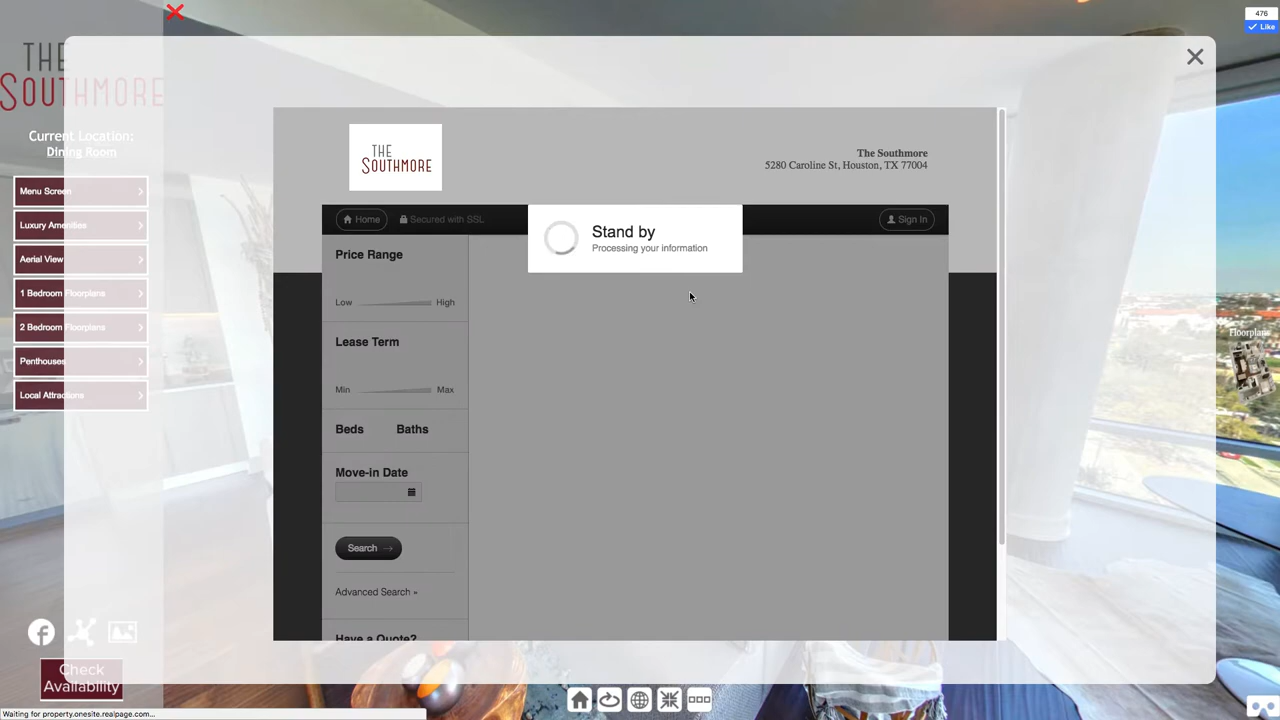 476
Like
THE
SOUTHMORE
Current Location:
Dining Room
Menu Screen
Luxury Amenities
Aerial View
1 Bedroom Floorplans
2 Bedroom Floorplans
Penthouses
Local Attractions
Check
Availability
THE
SOUTHMORE
The Southmore
5280 Caroline St, Houston, TX 77004
Home
Secured with SSL
Sign In
Stand by
Processing your information
Price Range
Low High
Lease Term
Min Max
Beds Baths
Move-in Date
Search
Advanced Search »
Have a Quote?
Floorplan
Waiting for property.onesite.realpage.com...